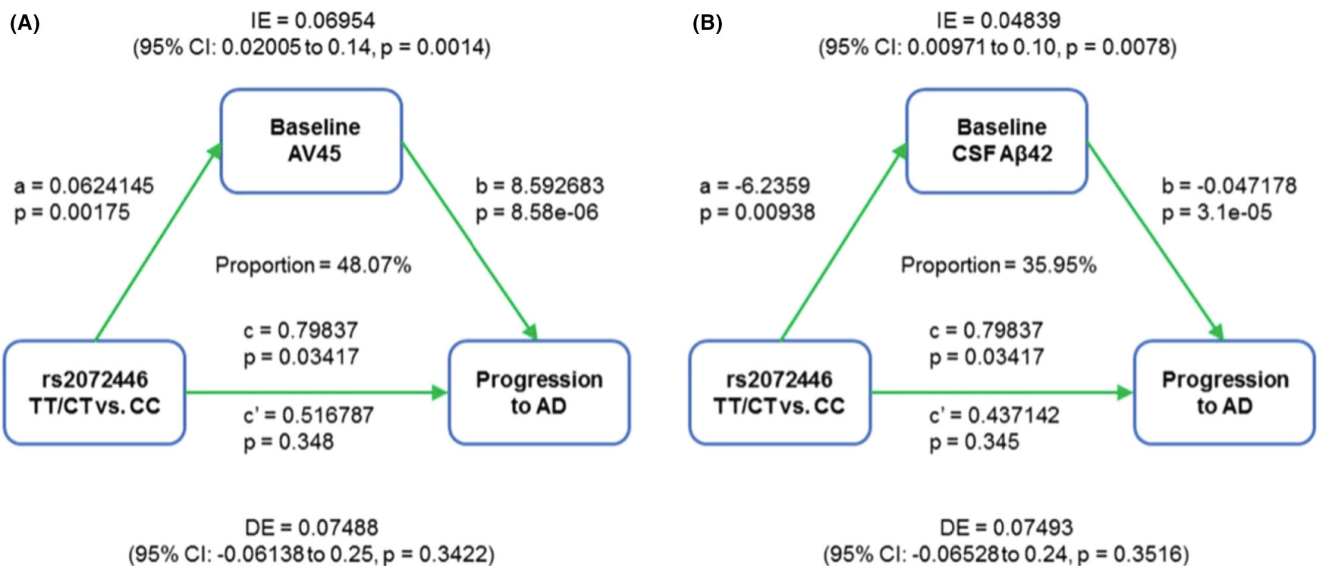 (A)
IE = 0.06954
(95% CI: 0.02005 to 0.14, p = 0.0014)
Baseline
AV45
a = 0.0624145
p = 0.00175
b = 8.592683
p = 8.58e-06
Proportion = 48.07%
c = 0.79837
p = 0.03417
rs2072446
TT/CT vs. CC
Progression
to AD
c' = 0.516787
p = 0.348
DE = 0.07488
(95% CI: -0.06138 to 0.25, p = 0.3422)
(B)
IE = 0.04839
(95% CI: 0.00971 to 0.10, p = 0.0078)
Baseline
CSF Aβ42
a = -6.2359
p = 0.00938
b = -0.047178
p = 3.1e-05
Proportion = 35.95%
c = 0.79837
p = 0.03417
rs2072446
TT/CT vs. CC
Progression
to AD
c' = 0.437142
p = 0.345
DE = 0.07493
(95% CI: -0.06528 to 0.24, p = 0.3516)